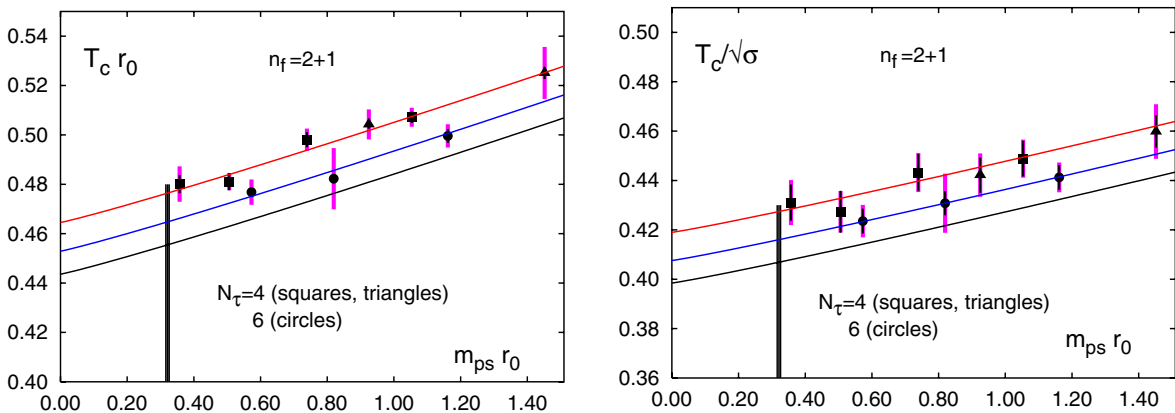 0.54
T_c r_0
n_f=2+1
0.52
0.50
0.48
0.46
0.44
N_τ=4 (squares, triangles)
6 (circles)
0.42
m_ps r_0
0.40
0.00 0.20 0.40 0.60 0.80 1.00 1.20 1.40
0.50
T_c/√σ
n_f=2+1
0.48
0.46
0.44
0.42
0.40
N_τ=4 (squares, triangles)
6 (circles)
0.38
m_ps r_0
0.36
0.00 0.20 0.40 0.60 0.80 1.00 1.20 1.40